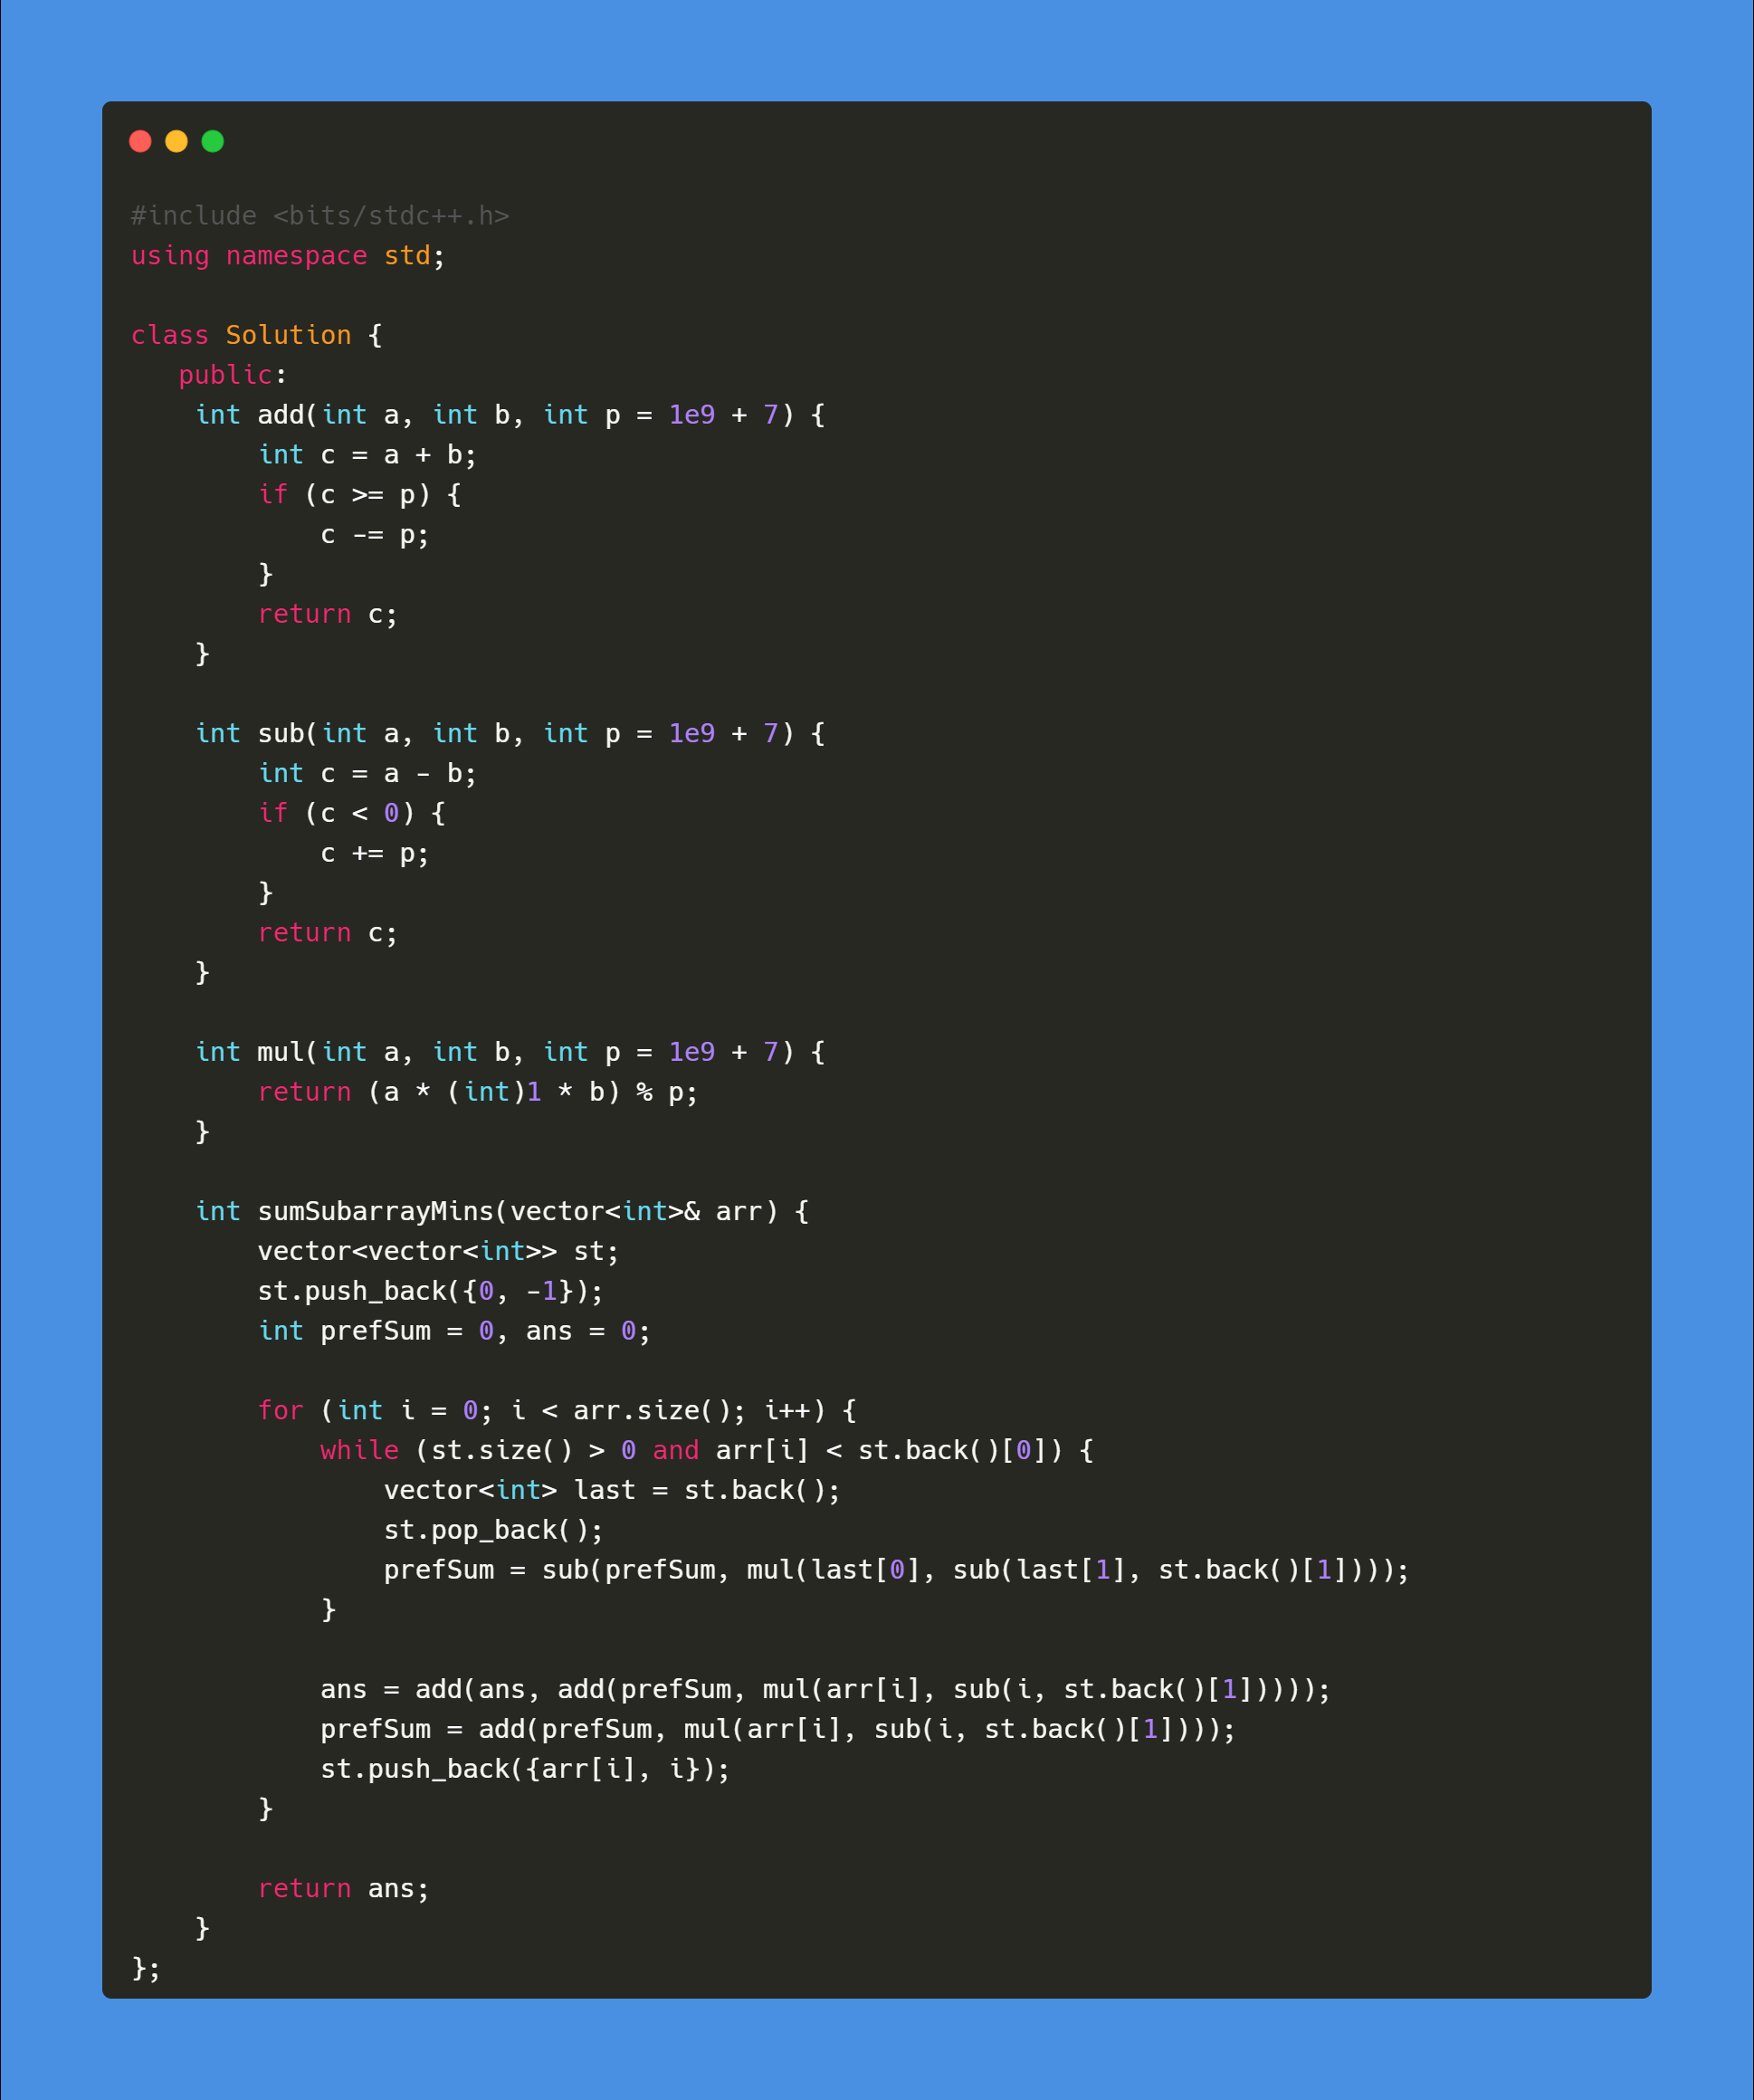 #include <bits/stdc++.h>
using namespace std;

class Solution {
   public:
    int add(int a, int b, int p = 1e9 + 7) {
        int c = a + b;
        if (c >= p) {
            c -= p;
        }
        return c;
    }

    int sub(int a, int b, int p = 1e9 + 7) {
        int c = a - b;
        if (c < 0) {
            c += p;
        }
        return c;
    }

    int mul(int a, int b, int p = 1e9 + 7) {
        return (a * (int)1 * b) % p;
    }

    int sumSubarrayMins(vector<int>& arr) {
        vector<vector<int>> st;
        st.push_back({0, -1});
        int prefSum = 0, ans = 0;

        for (int i = 0; i < arr.size(); i++) {
            while (st.size() > 0 and arr[i] < st.back()[0]) {
                vector<int> last = st.back();
                st.pop_back();
                prefSum = sub(prefSum, mul(last[0], sub(last[1], st.back()[1])));
            }

            ans = add(ans, add(prefSum, mul(arr[i], sub(i, st.back()[1]))));
            prefSum = add(prefSum, mul(arr[i], sub(i, st.back()[1])));
            st.push_back({arr[i], i});
        }

        return ans;
    }
};